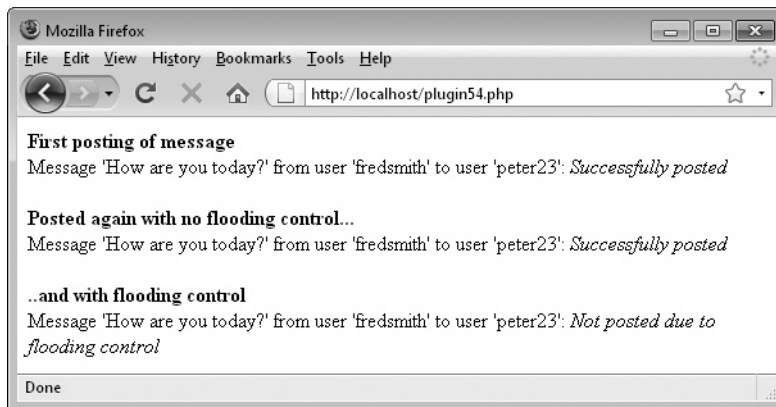 Mozilla Firefox
File Edit View History Bookmarks Tools Help
http://localhost/plugin54.php
First posting of message
Message 'How are you today?' from user 'fredsmith' to user 'peter23': Successfully posted
Posted again with no flooding control...
Message 'How are you today?' from user 'fredsmith' to user 'peter23': Successfully posted
..and with flooding control
Message 'How are you today?' from user 'fredsmith' to user 'peter23': Not posted due to
flooding control
Done